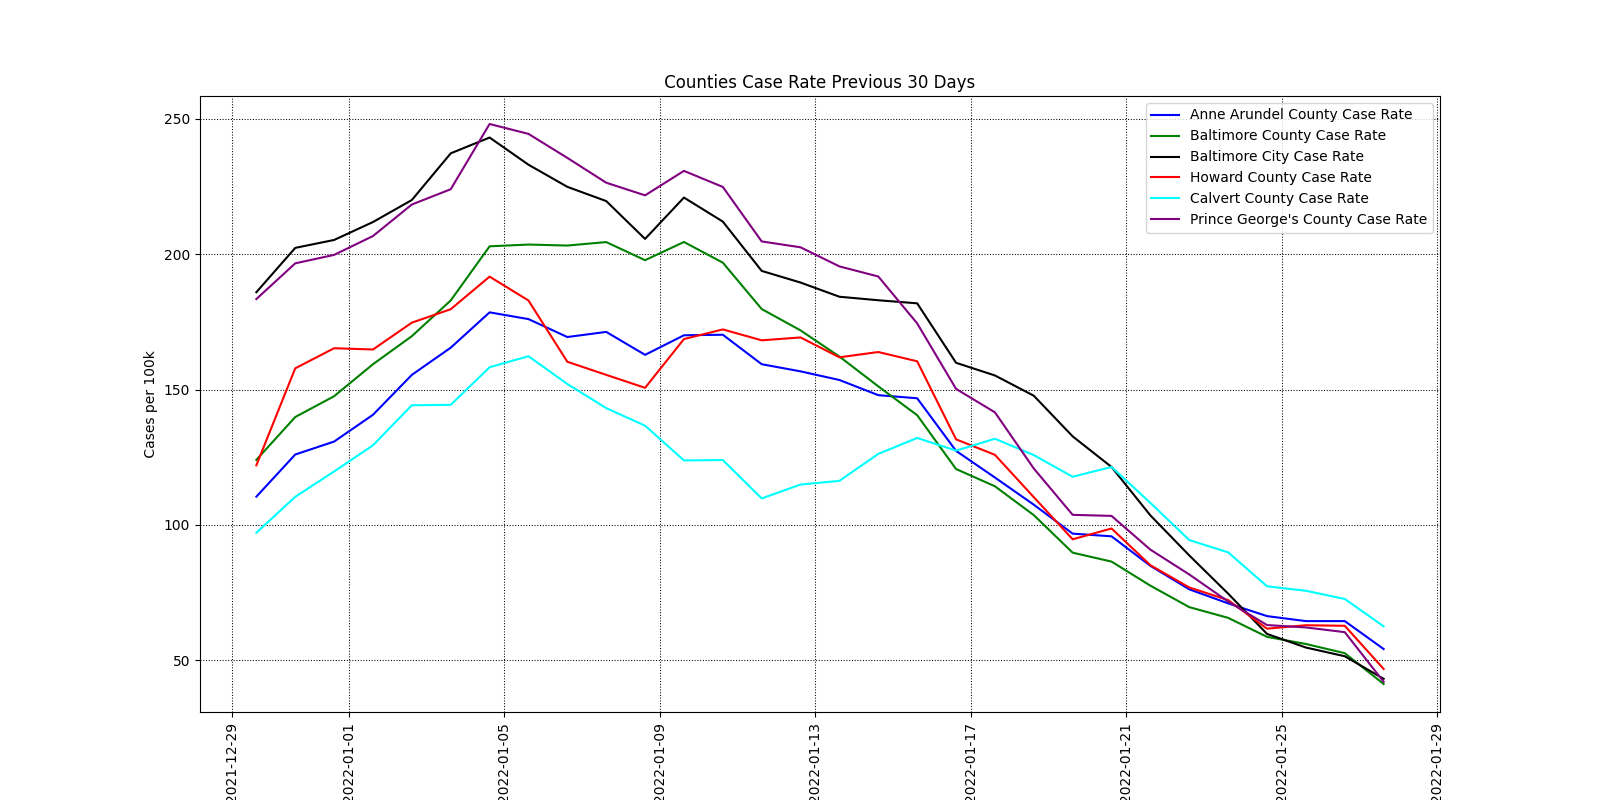 Counties Case Rate Previous 30 Days
Anne Arundel County Case Rate
Baltimore County Case Rate
Baltimore City Case Rate
Howard County Case Rate
Calvert County Case Rate
Prince George's County Case Rate
Cases per 100k
250
200
150
100
50
2021-12-29
2022-01-01
2022-01-05
2022-01-09
2022-01-13
2022-01-17
2022-01-21
2022-01-25
2022-01-29